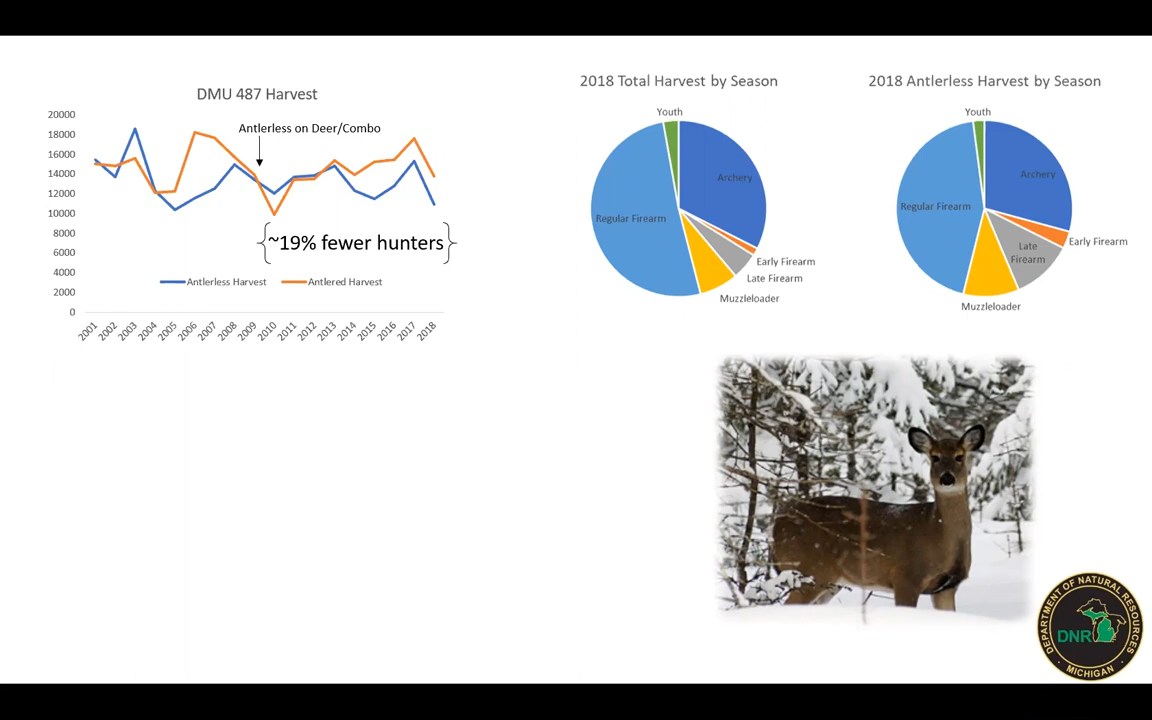 DMU 487 Harvest
20000
18000
16000
14000
12000
10000
8000
6000
4000
2000
0
Antlerless on Deer/Combo
~19% fewer hunters
Antlerless Harvest
Antlered Harvest
2001
2002
2003
2004
2005
2006
2007
2008
2009
2010
2011
2012
2013
2014
2015
2016
2017
2018
2018 Total Harvest by Season
Youth
Archery
Regular Firearm
Early Firearm
Late Firearm
Muzzleloader
2018 Antlerless Harvest by Season
Youth
Archery
Regular Firearm
Early Firearm
Late
Firearm
Muzzleloader
DEPARTMENT OF NATURAL RESOURCES
DNR
MICHIGAN